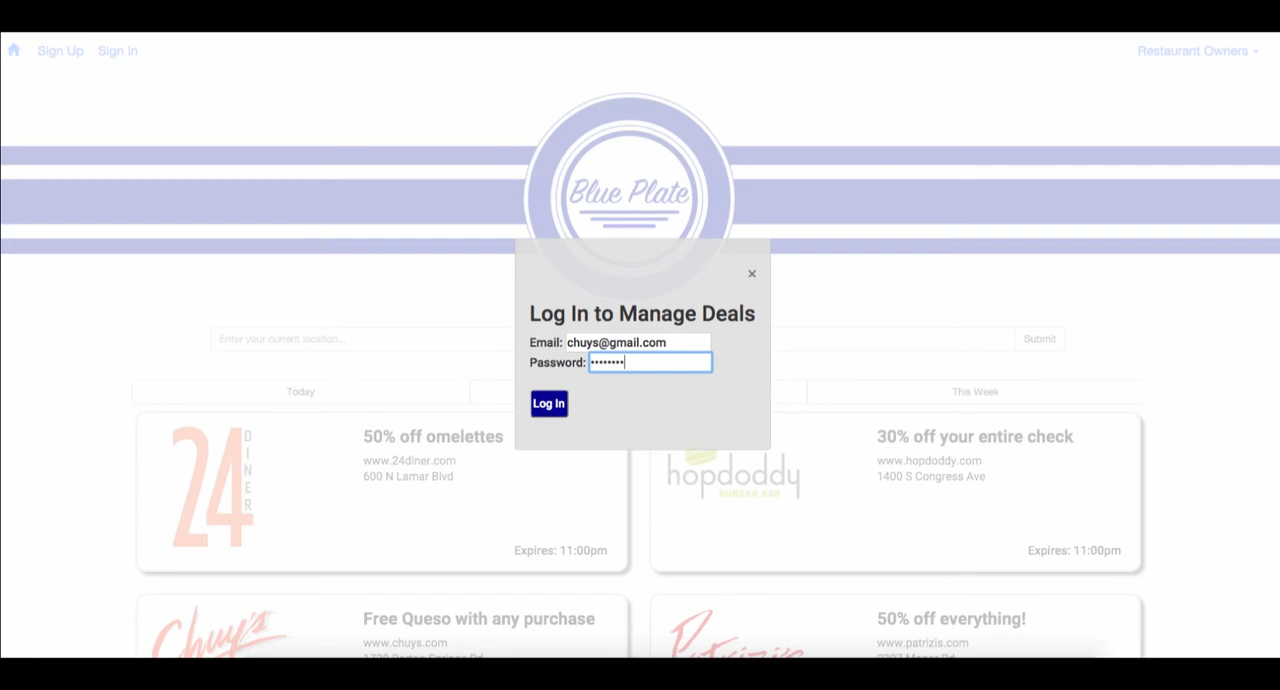 Sign Up Sign In Restaurant Owners
Blue Plate
×
Log In to Manage Deals
Email: chuys@gmail.com
Password: ••••••••
Log In
Enter your current location... Submit
Today This Week
24 DINER
50% off omelettes
www.24diner.com
600 N Lamar Blvd
Expires: 11:00pm
hopdoddy
BURGER BAR
30% off your entire check
www.hopdoddy.com
1400 S Congress Ave
Expires: 11:00pm
Chuy's
Free Queso with any purchase
www.chuys.com
Patrizi's
50% off everything!
www.patrizis.com